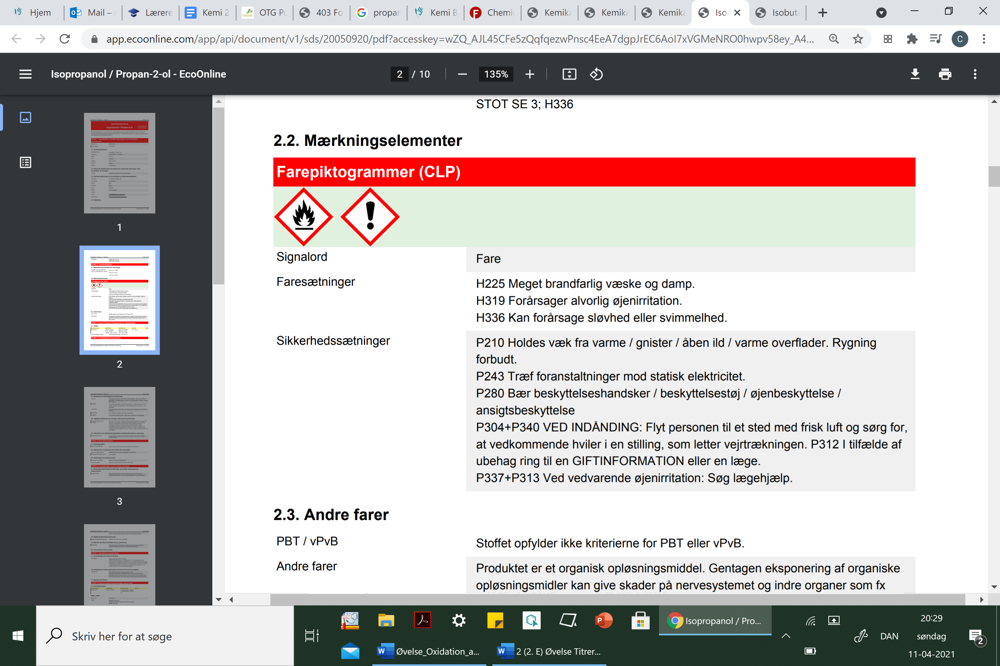 Hjem
Mail –
Lærere
Kemi 2
OTG Po
403 Fo
propan
Kemi B
Chemi
Kemika
Kemika
Kemika
Iso
Isobuta
app.ecoonline.com/app/api/document/v1/sds/20050920/pdf?accesskey=wZQ_AJL45CFe5zQqfqezwPnsc4EeA7dgpJrEC6AoI7xVGMeNRO0hwpv58ey_A4...
C
Isopropanol / Propan-2-ol - EcoOnline
2 / 10
135%
1
2
3
STOT SE 3; H336
2.2. Mærkningselementer
Farepiktogrammer (CLP)
Signalord
Fare
Faresætninger
H225 Meget brandfarlig væske og damp.
H319 Forårsager alvorlig øjenirritation.
H336 Kan forårsage sløvhed eller svimmelhed.
Sikkerhedssætninger
P210 Holdes væk fra varme / gnister / åben ild / varme overflader. Rygning
forbudt.
P243 Træf foranstaltninger mod statisk elektricitet.
P280 Bær beskyttelseshandsker / beskyttelsestøj / øjenbeskyttelse /
ansigtsbeskyttelse
P304+P340 VED INDÅNDING: Flyt personen til et sted med frisk luft og sørg for,
at vedkommende hviler i en stilling, som letter vejrtrækningen. P312 I tilfælde af
ubehag ring til en GIFTINFORMATION eller en læge.
P337+P313 Ved vedvarende øjenirritation: Søg lægehjælp.
2.3. Andre farer
PBT / vPvB
Stoffet opfylder ikke kriterierne for PBT eller vPvB.
Andre farer
Produktet er et organisk opløsningsmiddel. Gentagen eksponering af organiske
opløsningsmidler kan give skader på nervesystemet og indre organer som fx
Skriv her for at søge
Isopropanol / Pro...
Øvelse_Oxidation_a...
2 (2. E) Øvelse Titrer...
DAN
20:29
søndag
11-04-2021
2